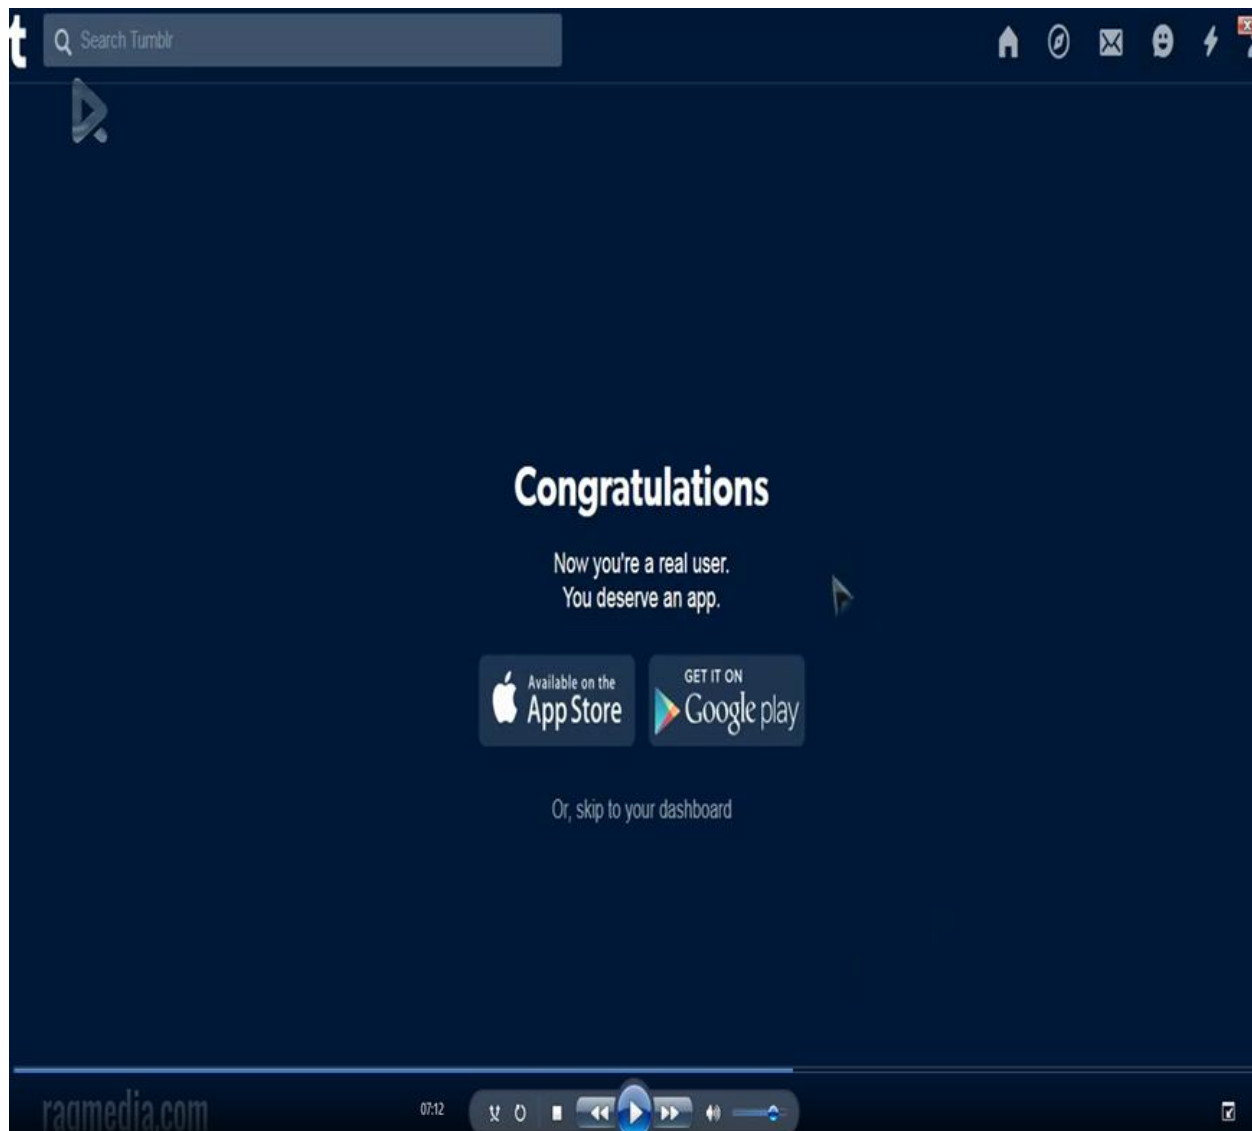 t
Search Tumblr
Congratulations
Now you're a real user.
You deserve an app.
Available on the
App Store
GET IT ON
Google play
Or, skip to your dashboard
ragmedia.com
07:12